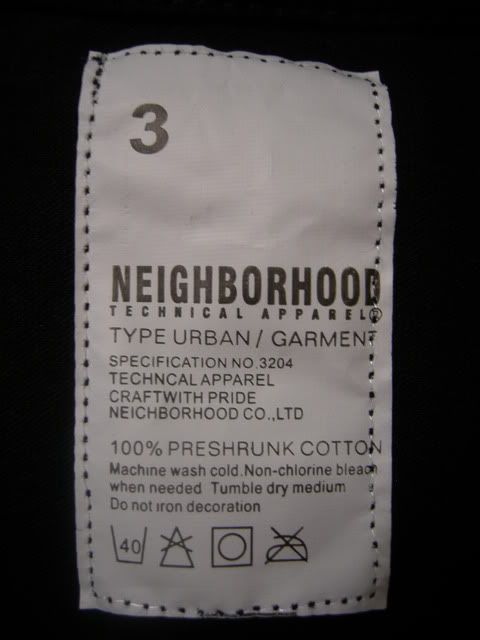 3
NEIGHBORHOOD
TECHNICAL APPAREL®
TYPE URBAN / GARMENT
SPECIFICATION NO.3204
TECHNCAL APPAREL
CRAFTWITH PRIDE
NEICHBORHOOD CO.,LTD
100% PRESHRUNK COTTON
Machine wash cold.Non-chlorine bleach
when needed Tumble dry medium
Do not iron decoration
40